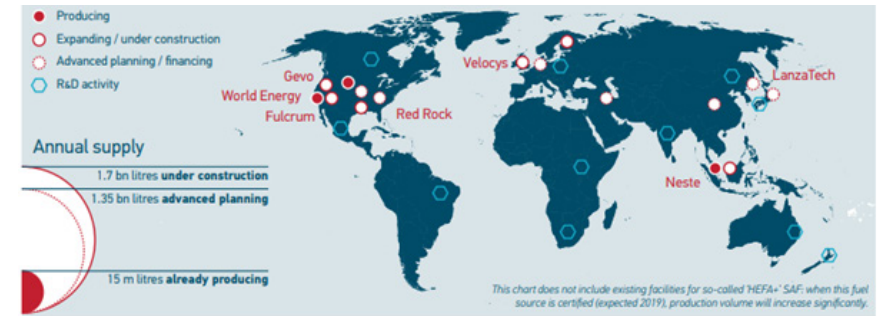 Producing
Expanding / under construction
Advanced planning / financing
R&D activity
Gevo
World Energy
Fulcrum
Red Rock
Velocys
LanzaTech
Neste
Annual supply
1.7 bn litres under construction
1.35 bn litres advanced planning
15 m litres already producing
This chart does not include existing facilities for so-called 'HEFA+' SAF: when this fuel
source is certified (expected 2019), production volume will increase significantly.